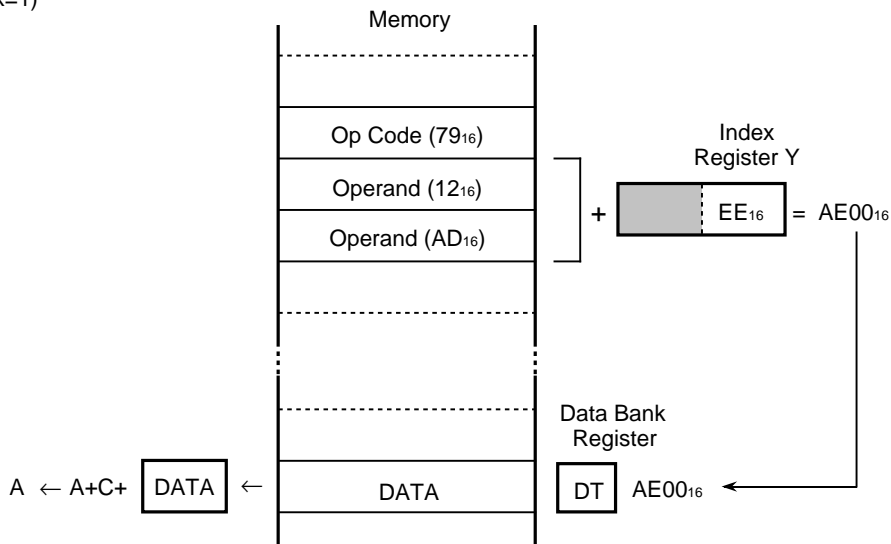 x=1)
Memory
Op Code (79₁₆)
Index
Register Y
Operand (12₁₆)
+ EE₁₆ = AE00₁₆
Operand (AD₁₆)
Data Bank
Register
A ← A+C+ DATA ← DATA DT AE00₁₆